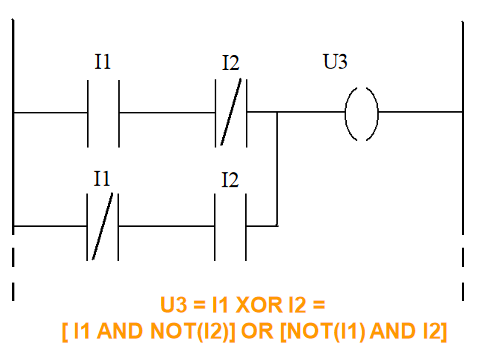 I1 I2 U3
I1 I2
U3 = I1 XOR I2 =
[ I1 AND NOT(I2)] OR [NOT(I1) AND I2]